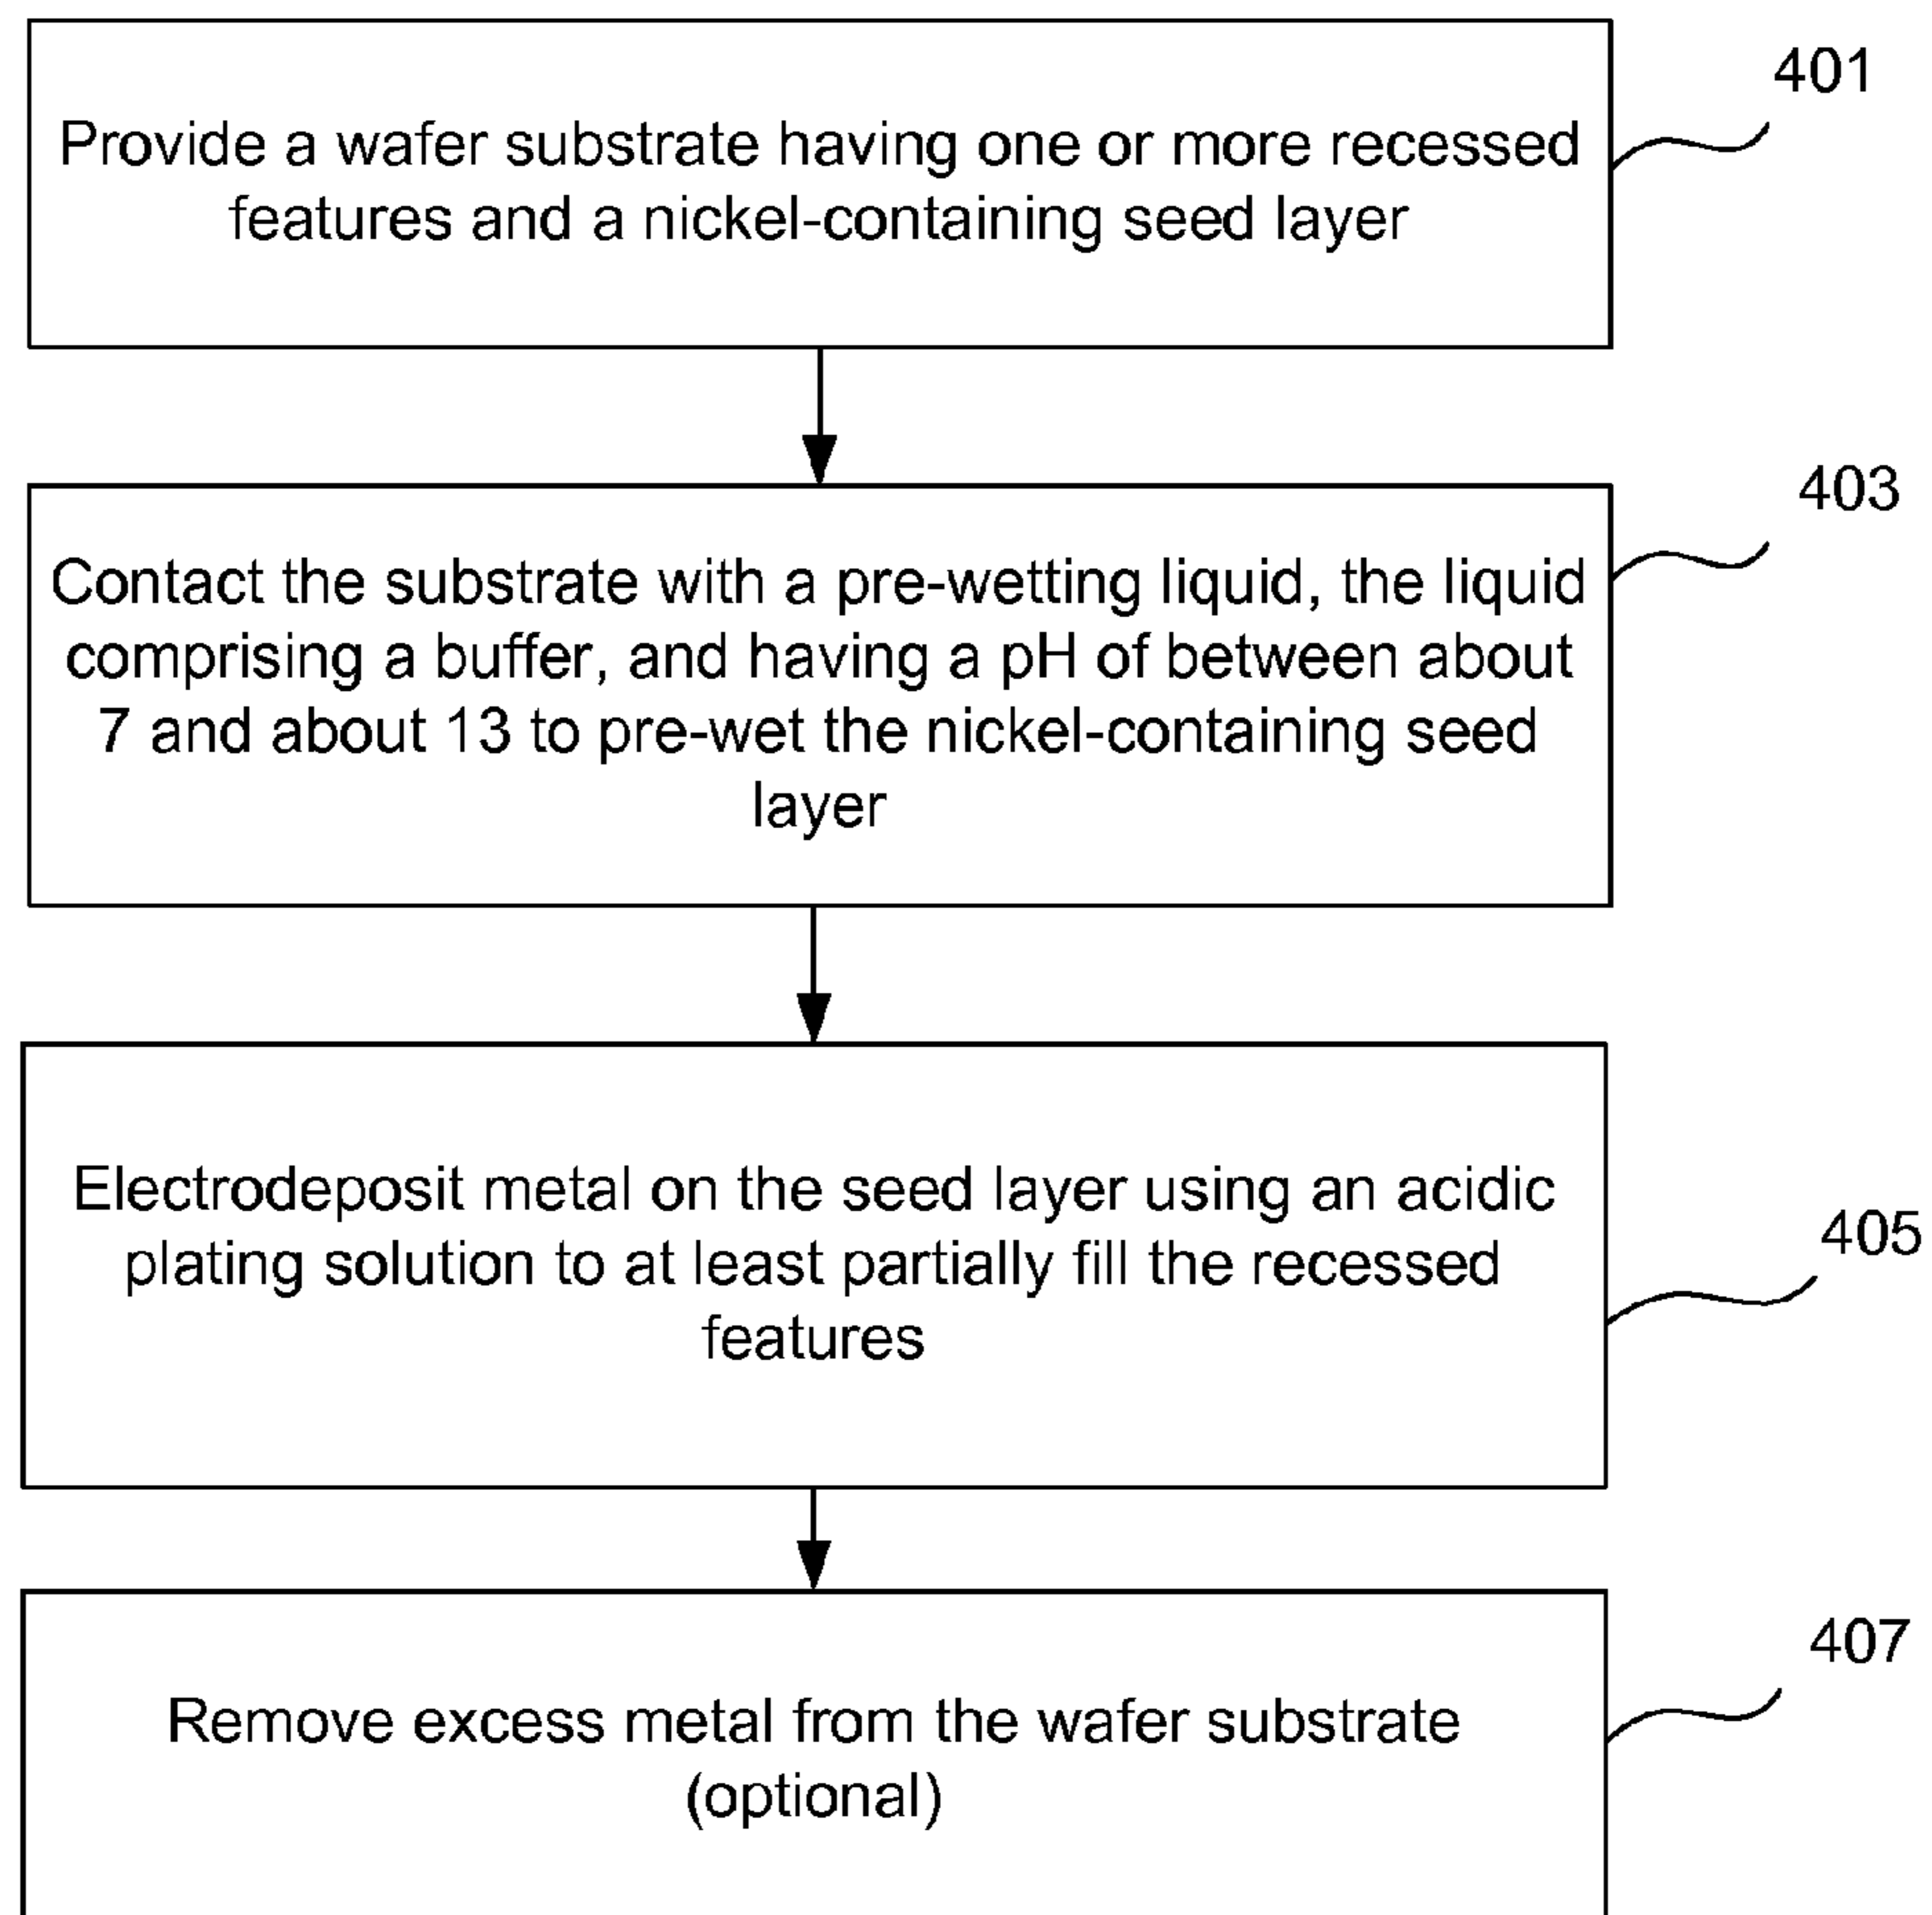 401
Provide a wafer substrate having one or more recessed
features and a nickel-containing seed layer
403
Contact the substrate with a pre-wetting liquid, the liquid
comprising a buffer, and having a pH of between about
7 and about 13 to pre-wet the nickel-containing seed
layer
Electrodeposit metal on the seed layer using an acidic
plating solution to at least partially fill the recessed
features
405
407
Remove excess metal from the wafer substrate
(optional)